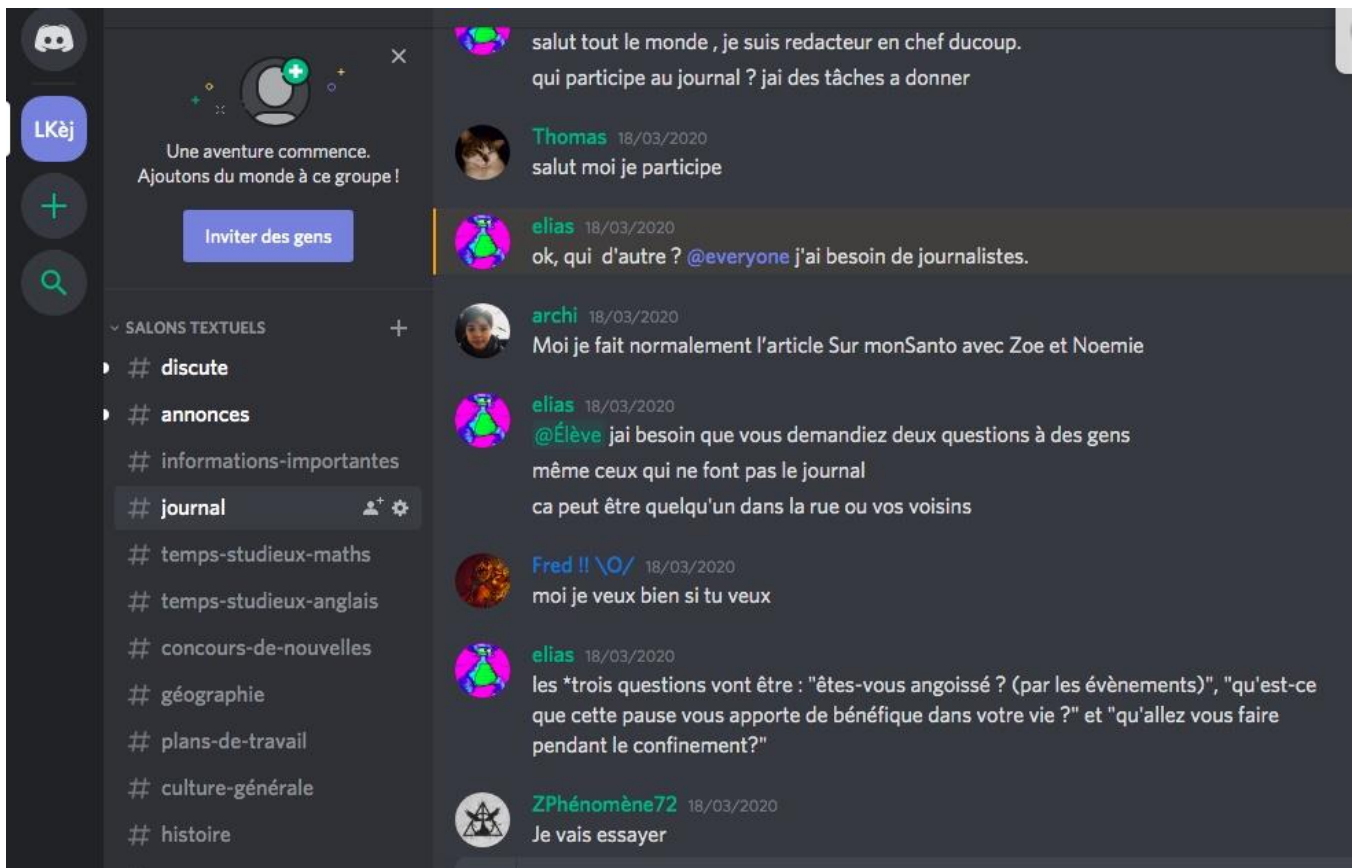 LKèj
Une aventure commence.
Ajoutons du monde à ce groupe !
Inviter des gens
SALONS TEXTUELS
# discute
# annonces
# informations-importantes
# journal
# temps-studieux-maths
# temps-studieux-anglais
# concours-de-nouvelles
# géographie
# plans-de-travail
# culture-générale
# histoire
salut tout le monde , je suis redacteur en chef ducoup.
qui participe au journal ? jai des tâches a donner
Thomas 18/03/2020
salut moi je participe
elias 18/03/2020
ok, qui d'autre ? @everyone j'ai besoin de journalistes.
archi 18/03/2020
Moi je fait normalement l'article Sur monSanto avec Zoe et Noemie
elias 18/03/2020
@Élève jai besoin que vous demandiez deux questions à des gens
même ceux qui ne font pas le journal
ca peut être quelqu'un dans la rue ou vos voisins
Fred !! \O/ 18/03/2020
moi je veux bien si tu veux
elias 18/03/2020
les *trois questions vont être : "êtes-vous angoissé ? (par les évènements)", "qu'est-ce
que cette pause vous apporte de bénéfique dans votre vie ?" et "qu'allez vous faire
pendant le confinement?"
ZPhénomène72 18/03/2020
Je vais essayer